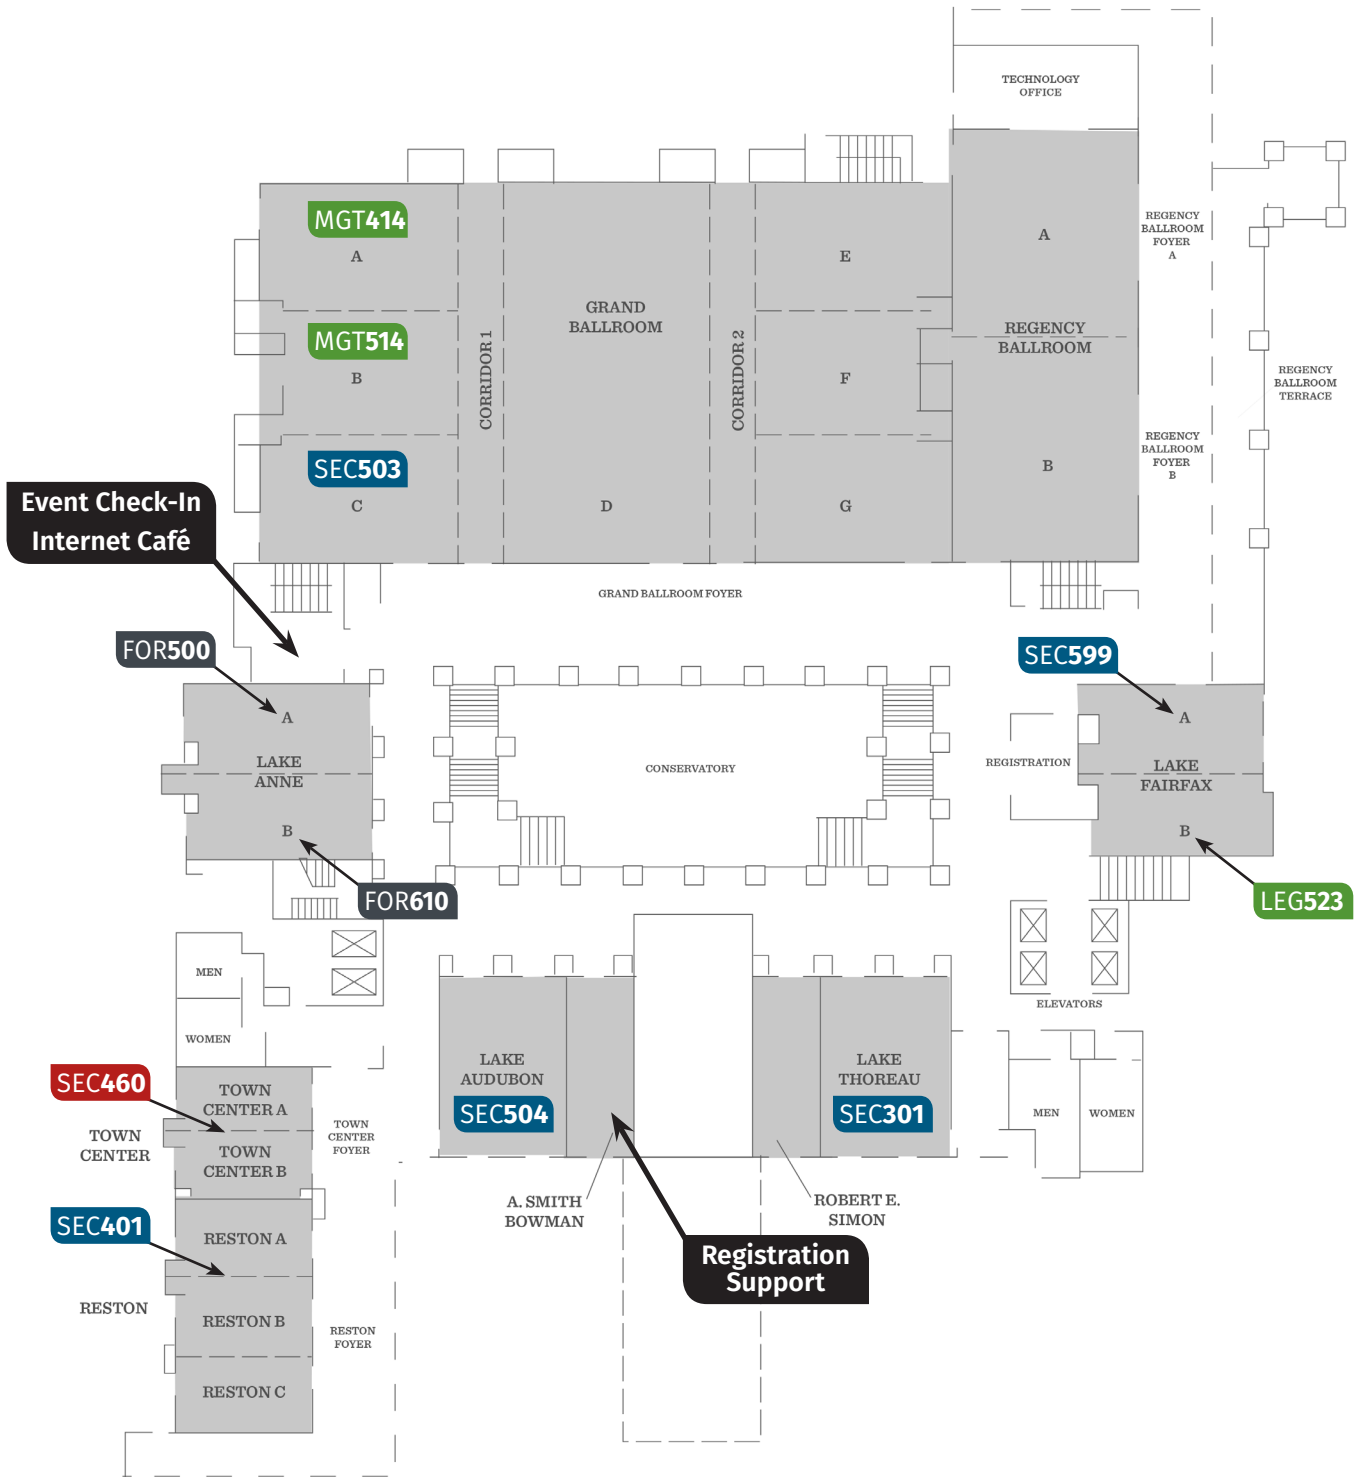 TECHNOLOGY
OFFICE
MGT414
A
MGT514
B
SEC503
C
CORRIDOR 1
GRAND
BALLROOM
D
CORRIDOR 2
E
F
G
A
REGENCY
BALLROOM
B
REGENCY
BALLROOM
FOYER
A
REGENCY
BALLROOM
FOYER
B
REGENCY
BALLROOM
TERRACE
Event Check-In
Internet Café
GRAND BALLROOM FOYER
FOR500
A
LAKE
ANNE
B
FOR610
CONSERVATORY
SEC599
REGISTRATION
A
LAKE
FAIRFAX
B
LEG523
MEN
WOMEN
ELEVATORS
MEN
WOMEN
LAKE
AUDUBON
SEC504
LAKE
THOREAU
SEC301
SEC460
TOWN
CENTER A
TOWN
CENTER
TOWN
CENTER B
TOWN
CENTER
FOYER
A. SMITH
BOWMAN
ROBERT E.
SIMON
Registration
Support
SEC401
RESTON A
RESTON
RESTON B
RESTON
FOYER
RESTON C